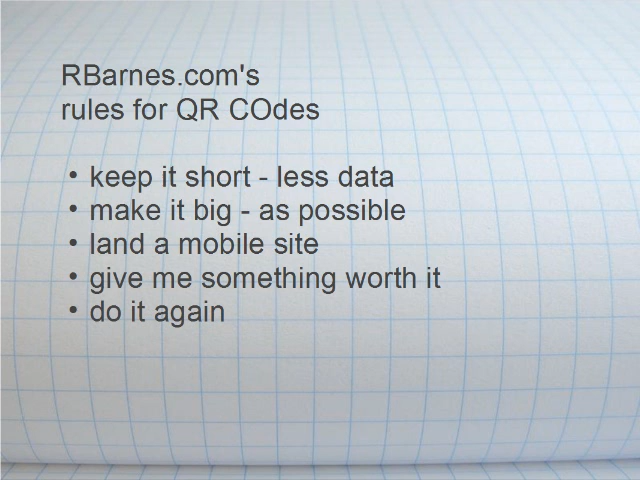 RBarnes.com's
rules for QR COdes
• keep it short - less data
• make it big - as possible
• land a mobile site
• give me something worth it
• do it again